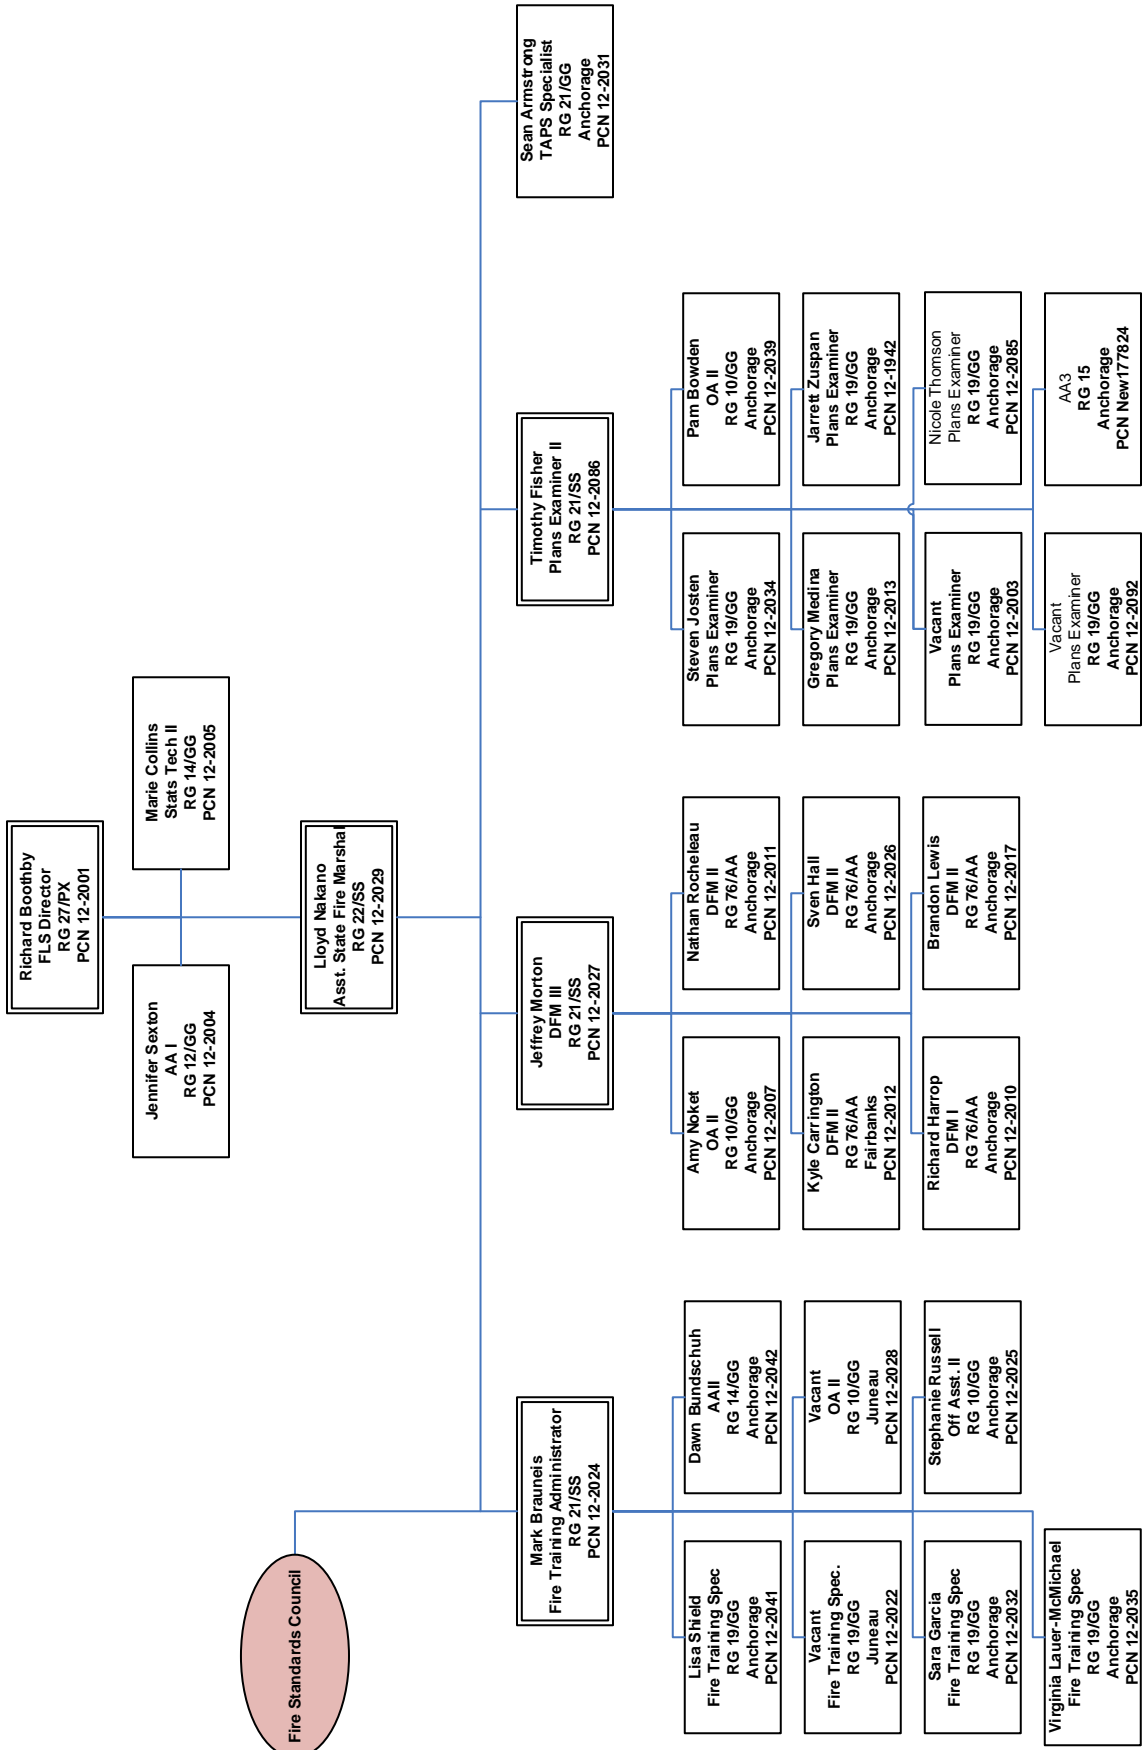 Richard Boothby
FLS Director
RG 27/PX
PCN 12-2001
Jennifer Sexton
AA I
RG 12/GG
PCN 12-2004
Marie Collins
Stats Tech II
RG 14/GG
PCN 12-2005
Fire Standards Council
Lloyd Nakano
Asst. State Fire Marshal
RG 22/SS
PCN 12-2029
Mark Brauneis
Fire Training Administrator
RG 21/SS
PCN 12-2024
Jeffrey Morton
DFM III
RG 21/SS
PCN 12-2027
Timothy Fisher
Plans Examiner II
RG 21/SS
PCN 12-2086
Sean Armstrong
TAPS Specialist
RG 21/GG
Anchorage
PCN 12-2031
Lisa Shield
Fire Training Spec
RG 19/GG
Anchorage
PCN 12-2041
Dawn Bundschuh
AAII
RG 14/GG
Anchorage
PCN 12-2042
Vacant
Fire Training Spec.
RG 19/GG
Juneau
PCN 12-2022
Vacant
OA II
RG 10/GG
Juneau
PCN 12-2028
Sara Garcia
Fire Training Spec
RG 19/GG
Anchorage
PCN 12-2032
Stephanie Russell
Off Asst. II
RG 10/GG
Anchorage
PCN 12-2025
Virginia Lauer-McMichael
Fire Training Spec
RG 19/GG
Anchorage
PCN 12-2035
Amy Noket
OA II
RG 10/GG
Anchorage
PCN 12-2007
Nathan Rocheleau
DFM II
RG 76/AA
Anchorage
PCN 12-2011
Kyle Carrington
DFM II
RG 76/AA
Fairbanks
PCN 12-2012
Sven Hall
DFM II
RG 76/AA
Anchorage
PCN 12-2026
Richard Harrop
DFM I
RG 76/AA
Anchorage
PCN 12-2010
Brandon Lewis
DFM II
RG 76/AA
Anchorage
PCN 12-2017
Steven Josten
Plans Examiner
RG 19/GG
Anchorage
PCN 12-2034
Pam Bowden
OA II
RG 10/GG
Anchorage
PCN 12-2039
Gregory Medina
Plans Examiner
RG 19/GG
Anchorage
PCN 12-2013
Jarrett Zuspan
Plans Examiner
RG 19/GG
Anchorage
PCN 12-1942
Vacant
Plans Examiner
RG 19/GG
Anchorage
PCN 12-2003
Nicole Thomson
Plans Examiner
RG 19/GG
Anchorage
PCN 12-2085
Vacant
Plans Examiner
RG 19/GG
Anchorage
PCN 12-2092
AA3
RG 15
Anchorage
PCN New177824